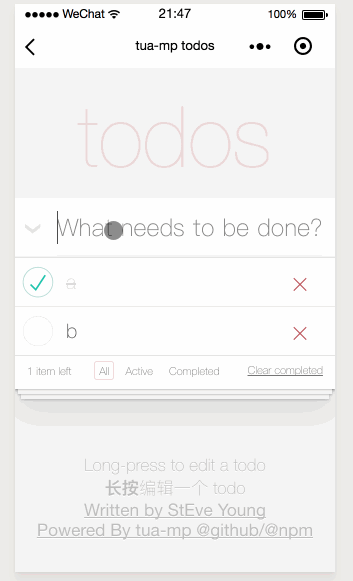 WeChat 21:47 100%
tua-mp todos
todos
What needs to be done?
a
b
1 item left All Active Completed Clear completed
Long-press to edit a todo
长按编辑一个 todo
Written by StEve Young
Powered By tua-mp @github/@npm